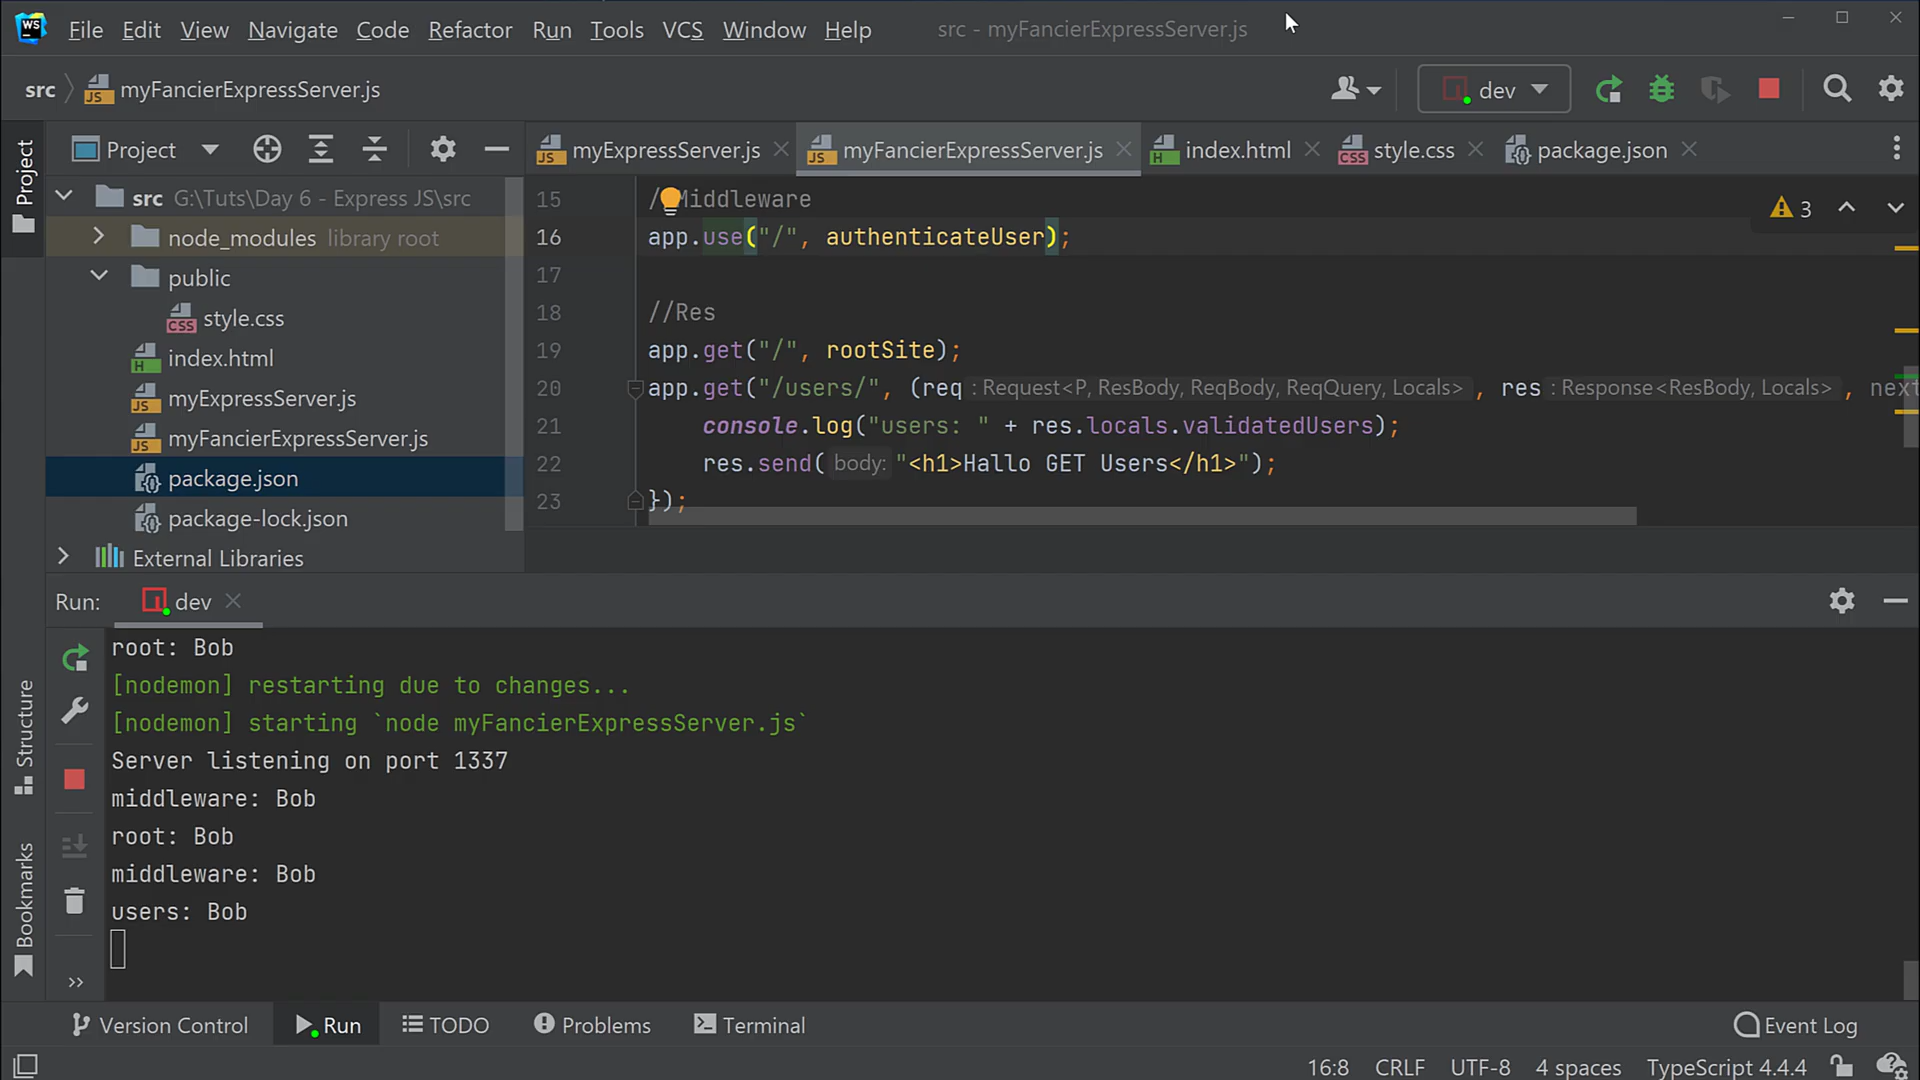 WS File Edit View Navigate Code Refactor Run Tools VCS Window Help src - myFancierExpressServer.js
src myFancierExpressServer.js dev
Project Project myExpressServer.js myFancierExpressServer.js index.html style.css package.json
src G:\Tuts\Day 6 - Express JS\src
node_modules library root
public
style.css
index.html
myExpressServer.js
myFancierExpressServer.js
package.json
package-lock.json
External Libraries
15 //Middleware
16 app.use("/", authenticateUser);
17
18 //Res
19 app.get("/", rootSite);
20 app.get("/users/", (req : Request<P, ResBody, ReqBody, ReqQuery, Locals> , res : Response<ResBody, Locals> , next
21 console.log("users: " + res.locals.validatedUsers);
22 res.send( body: "<h1>Hallo GET Users</h1>");
23 });
3
Run: dev
root: Bob
[nodemon] restarting due to changes...
[nodemon] starting `node myFancierExpressServer.js`
Server listening on port 1337
middleware: Bob
root: Bob
middleware: Bob
users: Bob
Structure
Bookmarks
Version Control Run TODO Problems Terminal Event Log
16:8 CRLF UTF-8 4 spaces TypeScript 4.4.4